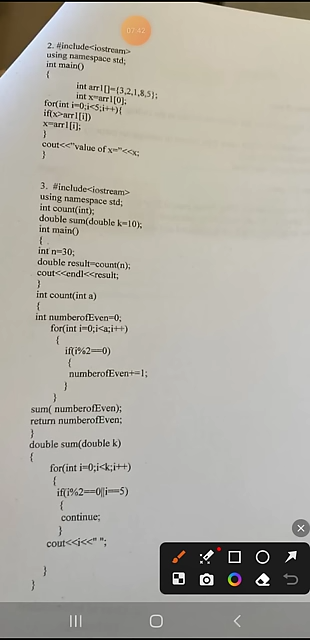 07:42
2. #include<iostream>
using namespace std;
int main()
{
int arr1[]={3,2,1,8,5};
int x=arr1[0];
for(int i=0;i<5;i++){
if(x>arr1[i])
x=arr1[i];
}
cout<<"value of x="<<x;
}
3. #include<iostream>
using namespace std;
int count(int);
double sum(double k=10);
int main()
{
int n=30;
double result=count(n);
cout<<endl<<result;
}
int count(int a)
{
int numberofEven=0;
for(int i=0;i<a;i++)
{
if(i%2==0)
{
numberofEven+=1;
}
}
sum( numberofEven);
return numberofEven;
}
double sum(double k)
{
for(int i=0;i<k;i++)
{
if(i%2==0||i==5)
{
continue;
}
cout<<i<<" ";
}
}